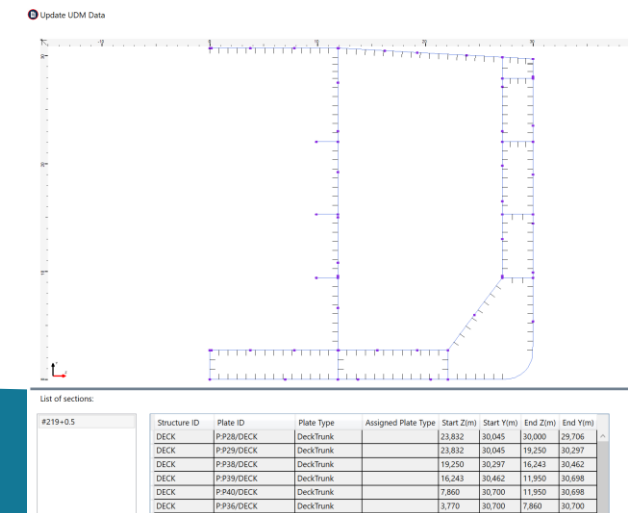 Update UDM Data
List of sections:
#219+0.5
Structure ID Plate ID Plate Type Assigned Plate Type Start Z(m) Start Y(m) End Z(m) End Y(m)
DECK P:P28/DECK DeckTrunk 23,832 30,045 30,000 29,706
DECK P:P29/DECK DeckTrunk 23,832 30,045 19,250 30,297
DECK P:P38/DECK DeckTrunk 19,250 30,297 16,243 30,462
DECK P:P39/DECK DeckTrunk 16,243 30,462 11,950 30,698
DECK P:P40/DECK DeckTrunk 7,860 30,700 11,950 30,698
DECK P:P36/DECK DeckTrunk 3,770 30,700 7,860 30,700